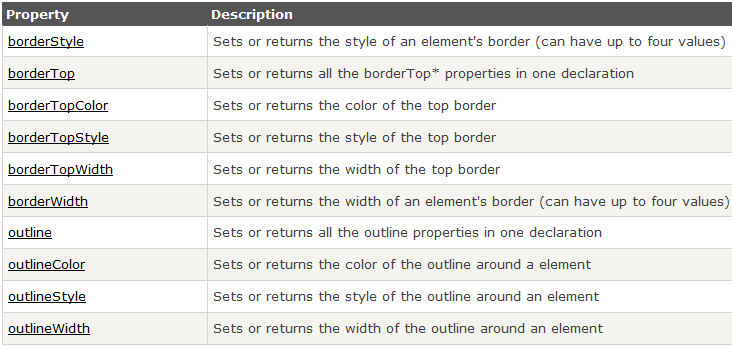 Property Description
borderStyle Sets or returns the style of an element's border (can have up to four values)
borderTop Sets or returns all the borderTop* properties in one declaration
borderTopColor Sets or returns the color of the top border
borderTopStyle Sets or returns the style of the top border
borderTopWidth Sets or returns the width of the top border
borderWidth Sets or returns the width of an element's border (can have up to four values)
outline Sets or returns all the outline properties in one declaration
outlineColor Sets or returns the color of the outline around a element
outlineStyle Sets or returns the style of the outline around an element
outlineWidth Sets or returns the width of the outline around an element